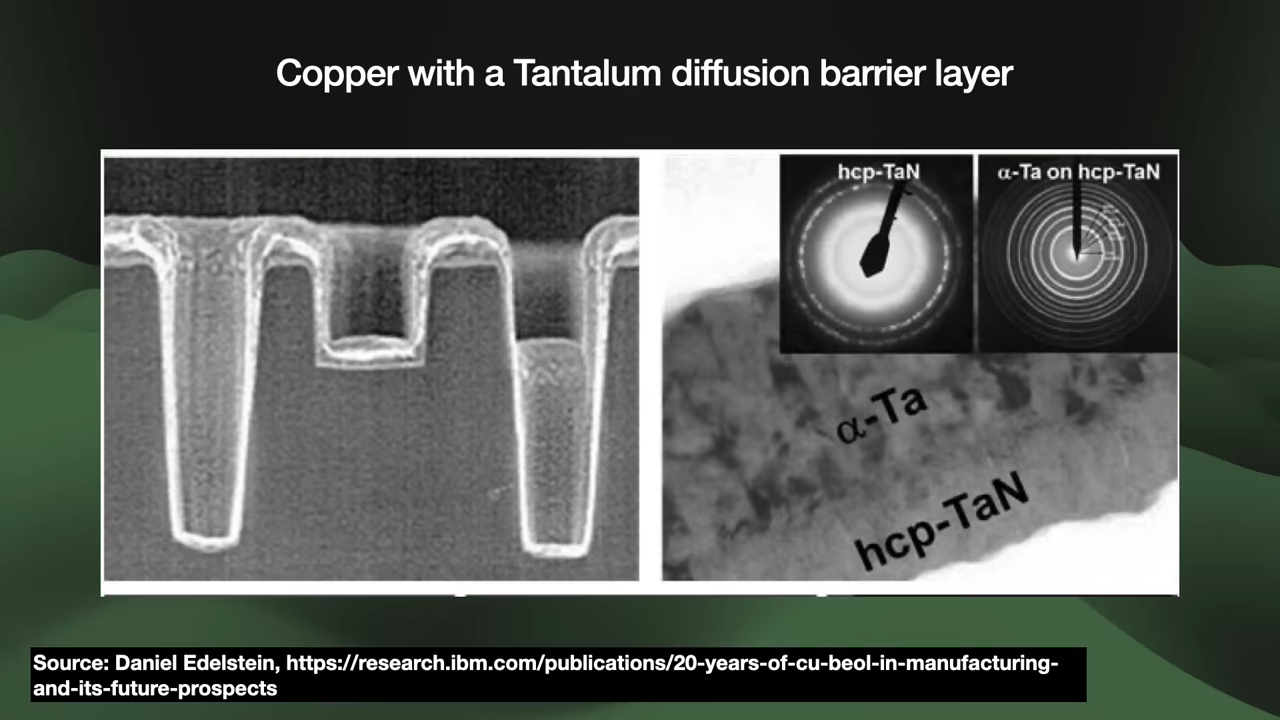 Copper with a Tantalum diffusion barrier layer
hcp-TaN
α-Ta on hcp-TaN
α-Ta
hcp-TaN
Source: Daniel Edelstein, https://research.ibm.com/publications/20-years-of-cu-beol-in-manufacturing-
and-its-future-prospects